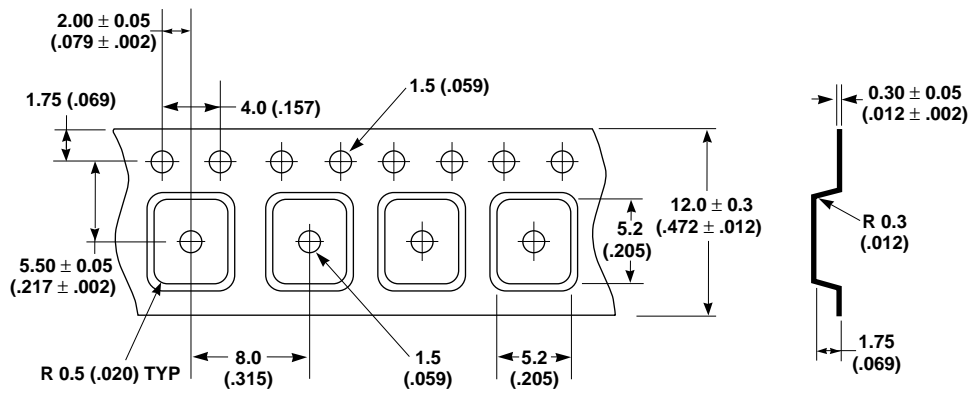 2.00 ± 0.05
(.079 ± .002)
1.75 (.069)
4.0 (.157)
1.5 (.059)
0.30 ± 0.05
(.012 ± .002)
12.0 ± 0.3
(.472 ± .012)
5.2
(.205)
R 0.3
(.012)
5.50 ± 0.05
(.217 ± .002)
R 0.5 (.020) TYP
8.0
(.315)
1.5
(.059)
5.2
(.205)
1.75
(.069)